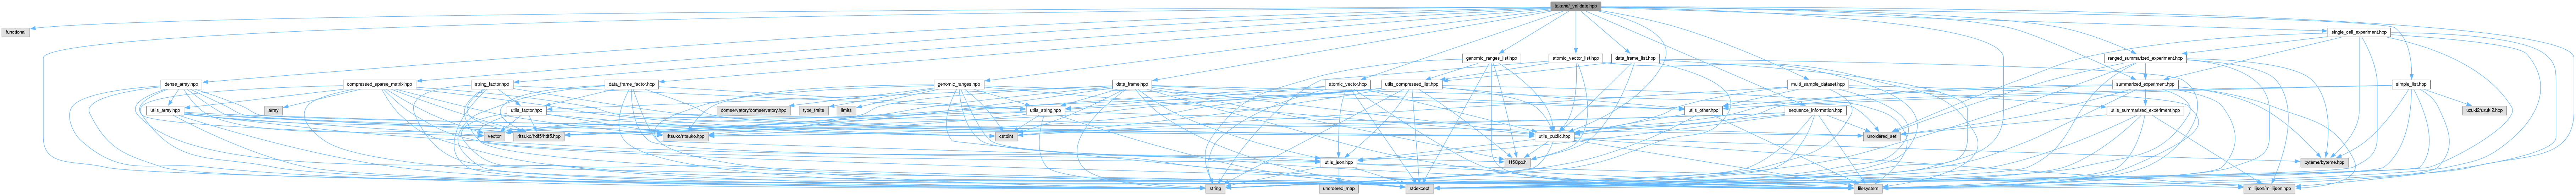 takane/_validate.hpp
functional
single_cell_experiment.hpp
genomic_ranges_list.hpp
atomic_vector_list.hpp
data_frame_list.hpp
ranged_summarized_experiment.hpp
dense_array.hpp
compressed_sparse_matrix.hpp
string_factor.hpp
data_frame_factor.hpp
genomic_ranges.hpp
data_frame.hpp
atomic_vector.hpp
utils_compressed_list.hpp
multi_sample_dataset.hpp
summarized_experiment.hpp
simple_list.hpp
utils_array.hpp
array
utils_factor.hpp
comservatory/comservatory.hpp
type_traits
limits
utils_string.hpp
utils_other.hpp
sequence_information.hpp
utils_summarized_experiment.hpp
uzuki2/uzuki2.hpp
vector
ritsuko/hdf5/hdf5.hpp
ritsuko/ritsuko.hpp
cstdint
utils_public.hpp
unordered_set
utils_json.hpp
H5Cpp.h
byteme/byteme.hpp
string
unordered_map
stdexcept
filesystem
millijson/millijson.hpp